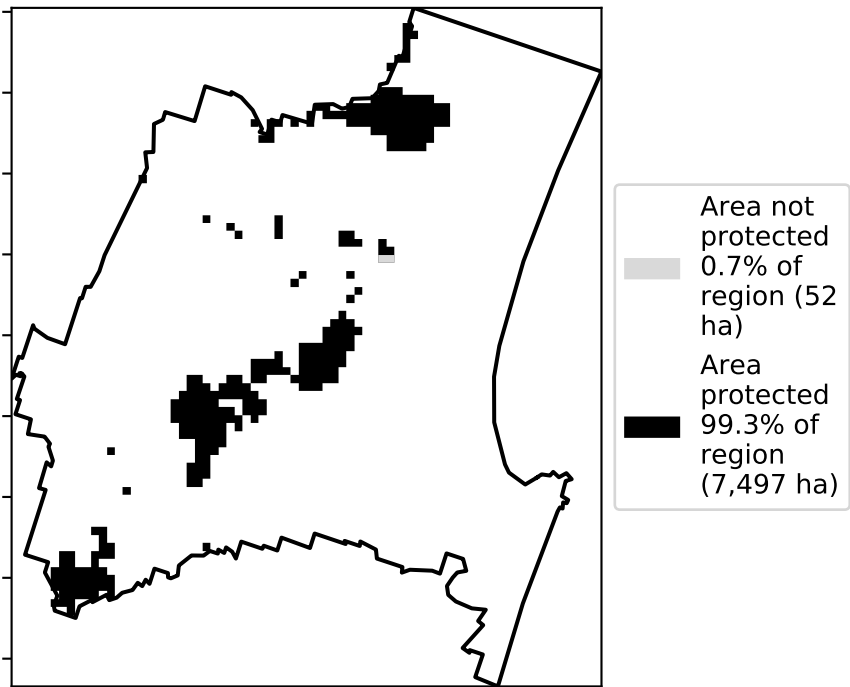 Area not
protected
0.7% of
region (52
ha)
Area
protected
99.3% of
region
(7,497 ha)